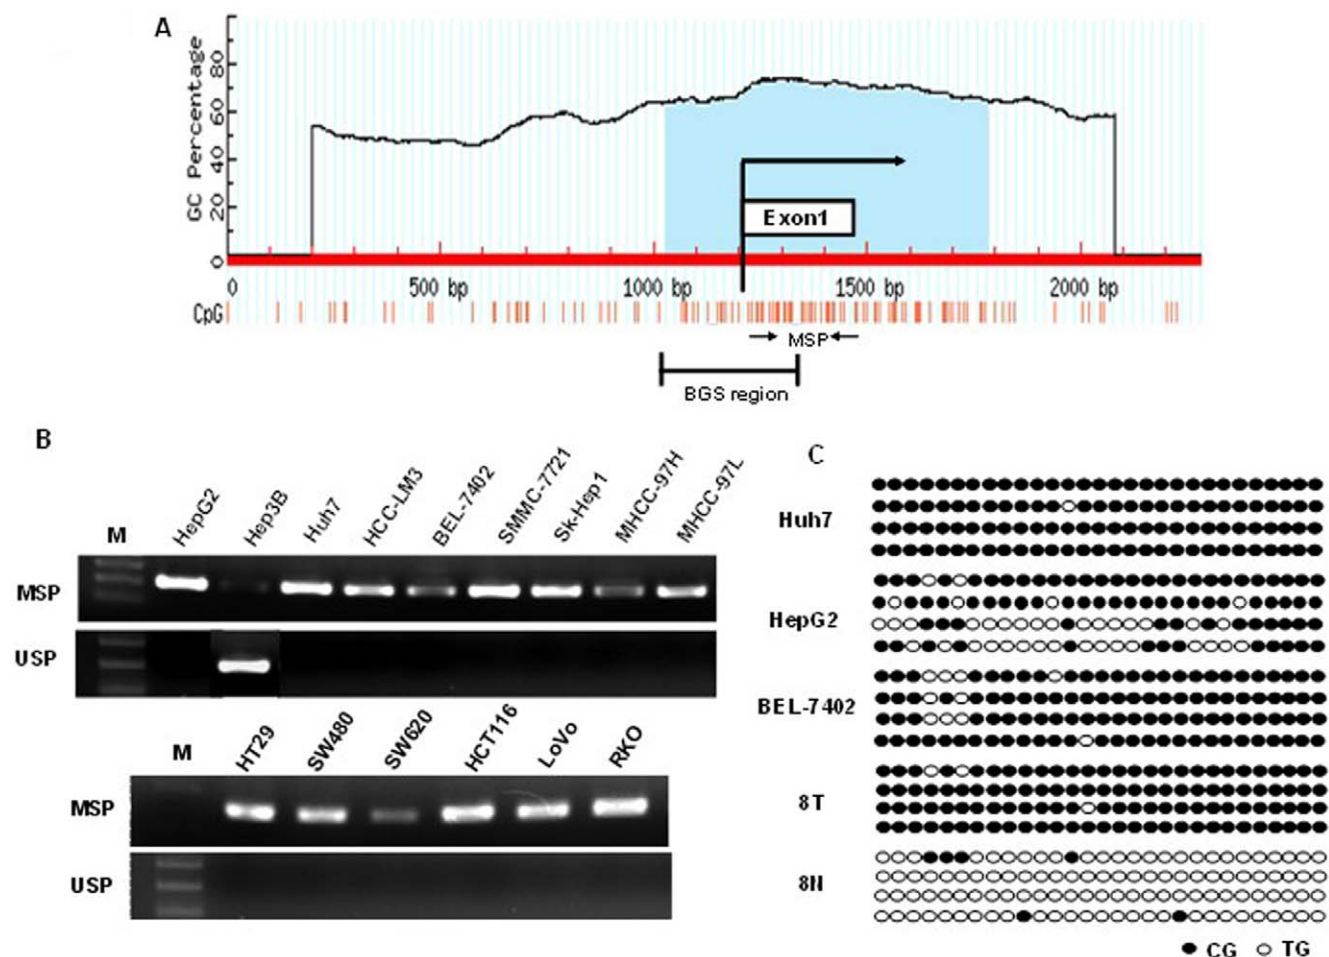 A
GC Percentage
80
60
40
20
0
Exon1
0 500 bp 1000 bp 1500 bp 2000 bp
CpG
MSP
BGS region
B
M HepG2 Hep3B Huh7 HCC-LM3 BEL-7402 SMMC-7721 Sk-Hep1 MHCC-97H MHCC-97L
MSP
USP
M HT29 SW480 SW620 HCT116 LoVo RKO
MSP
USP
C
Huh7
HepG2
BEL-7402
8T
8N
CG TG